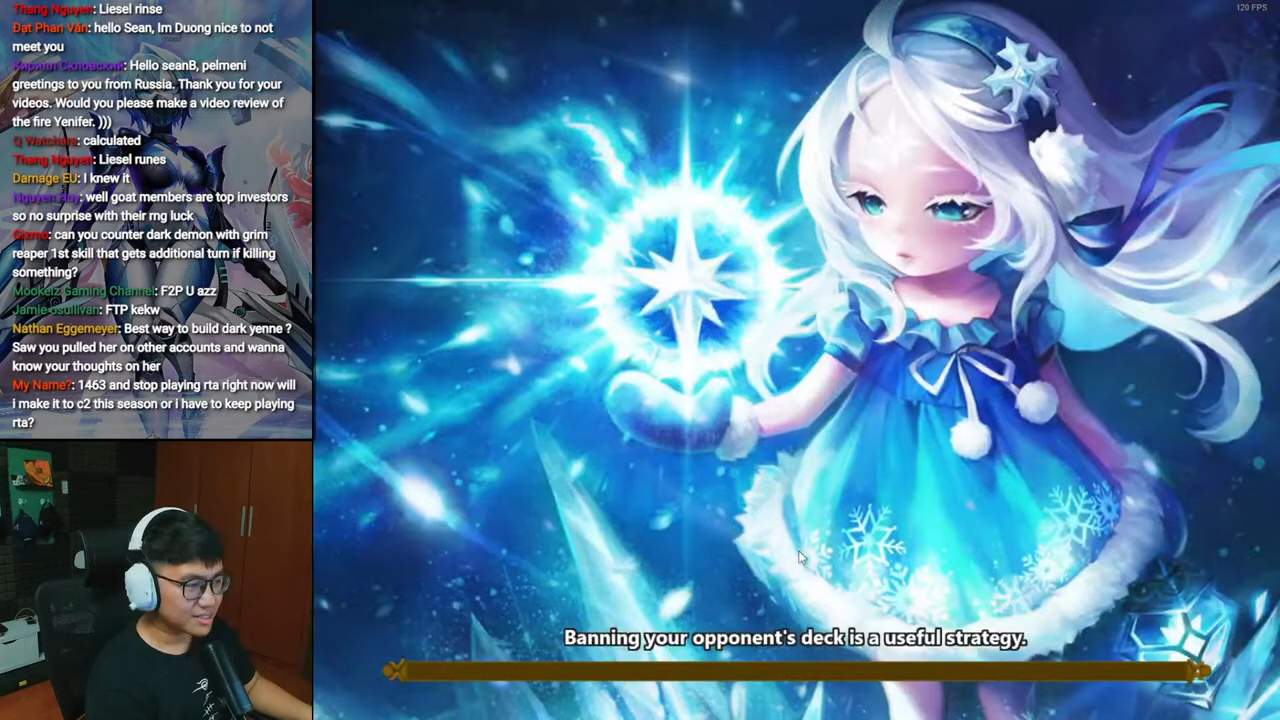 120 FPS
Thang Nguyen: Liesel rinse
Đạt Phan Văn: hello Sean, Im Duong nice to not
meet you
Кирилл Скловский: Hello seanB, pelmeni
greetings to you from Russia. Thank you for your
videos. Would you please make a video review of
the fire Yenifer. )))
Q Watchers: calculated
Thang Nguyen: Liesel runes
Damage EU: I knew it
Nguyen Huy: well goat members are top investors
so no surprise with their rng luck
Gizmo: can you counter dark demon with grim
reaper 1st skill that gets additional turn if killing
something?
Mookeiz Gaming Channel: F2P U azz
Jamie osullivan: FTP kekw
Nathan Eggemeyer: Best way to build dark yenne ?
Saw you pulled her on other accounts and wanna
know your thoughts on her
My Name?: 1463 and stop playing rta right now will
i make it to c2 this season or i have to keep playing
rta?
Banning your opponent's deck is a useful strategy.